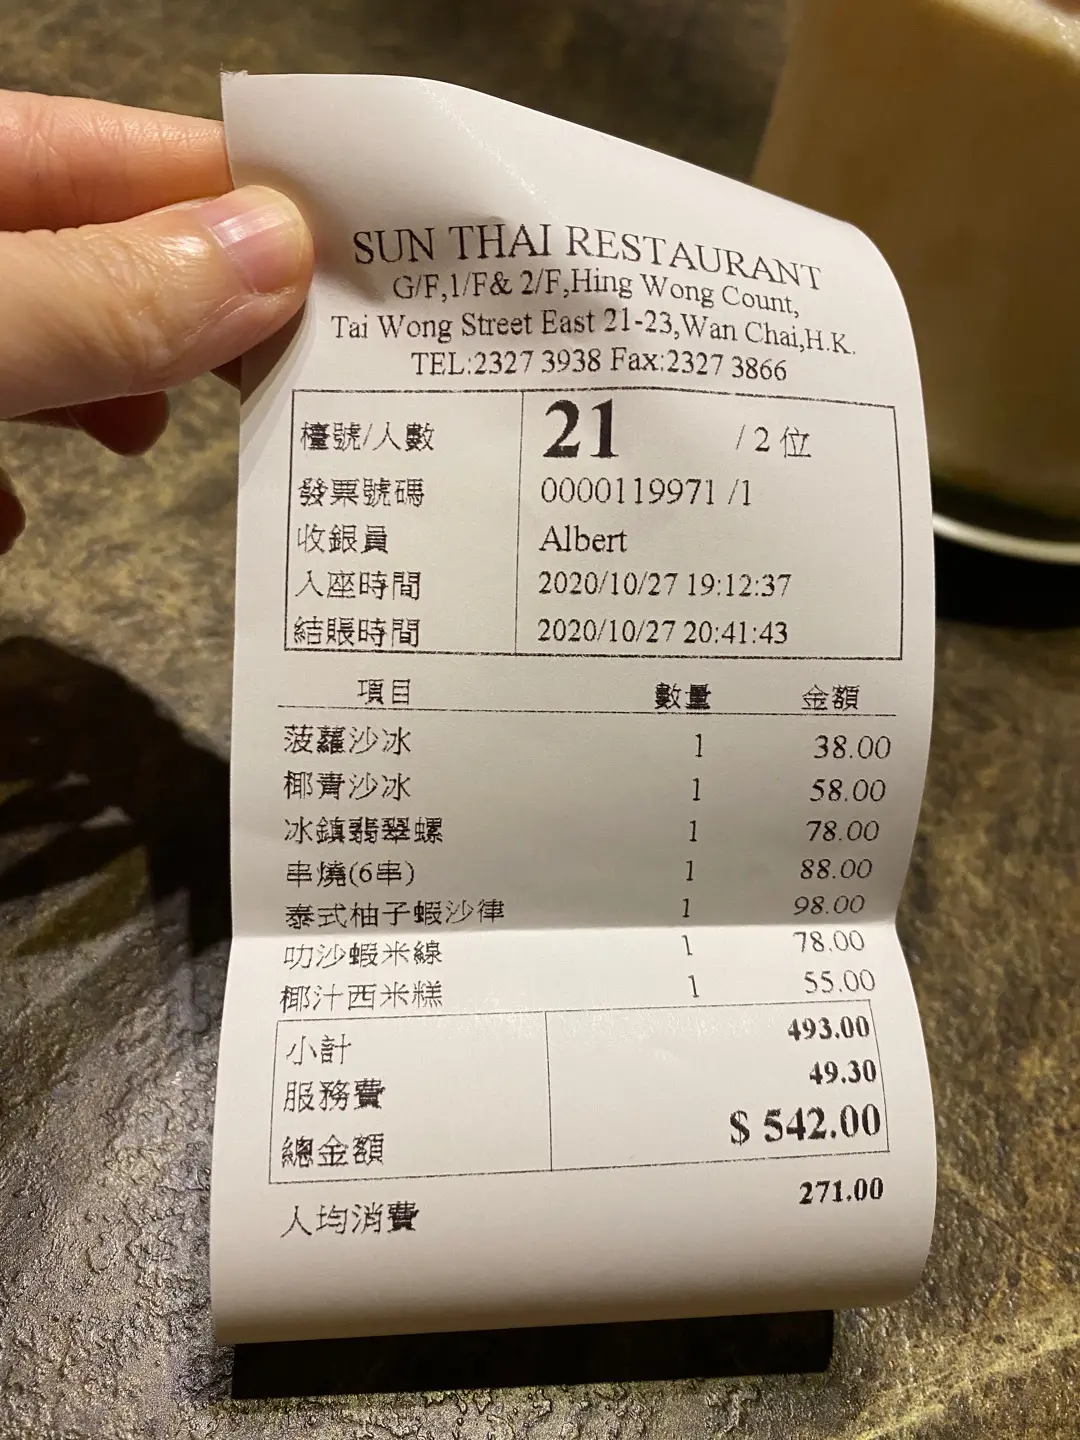 SUN THAI RESTAURANT
G/F,1/F& 2/F,Hing Wong Count,
Tai Wong Street East 21-23,Wan Chai,H.K.
TEL:2327 3938 Fax:2327 3866
檯號/人數 21 / 2 位
發票號碼 0000119971 /1
收銀員 Albert
入座時間 2020/10/27 19:12:37
結賬時間 2020/10/27 20:41:43
項目 數量 金額
菠蘿沙冰 1 38.00
椰青沙冰 1 58.00
冰鎮翡翠螺 1 78.00
串燒(6串) 1 88.00
泰式柚子蝦沙律 1 98.00
叻沙蝦米線 1 78.00
椰汁西米糕 1 55.00
小計 493.00
服務費 49.30
總金額 $ 542.00
人均消費 271.00